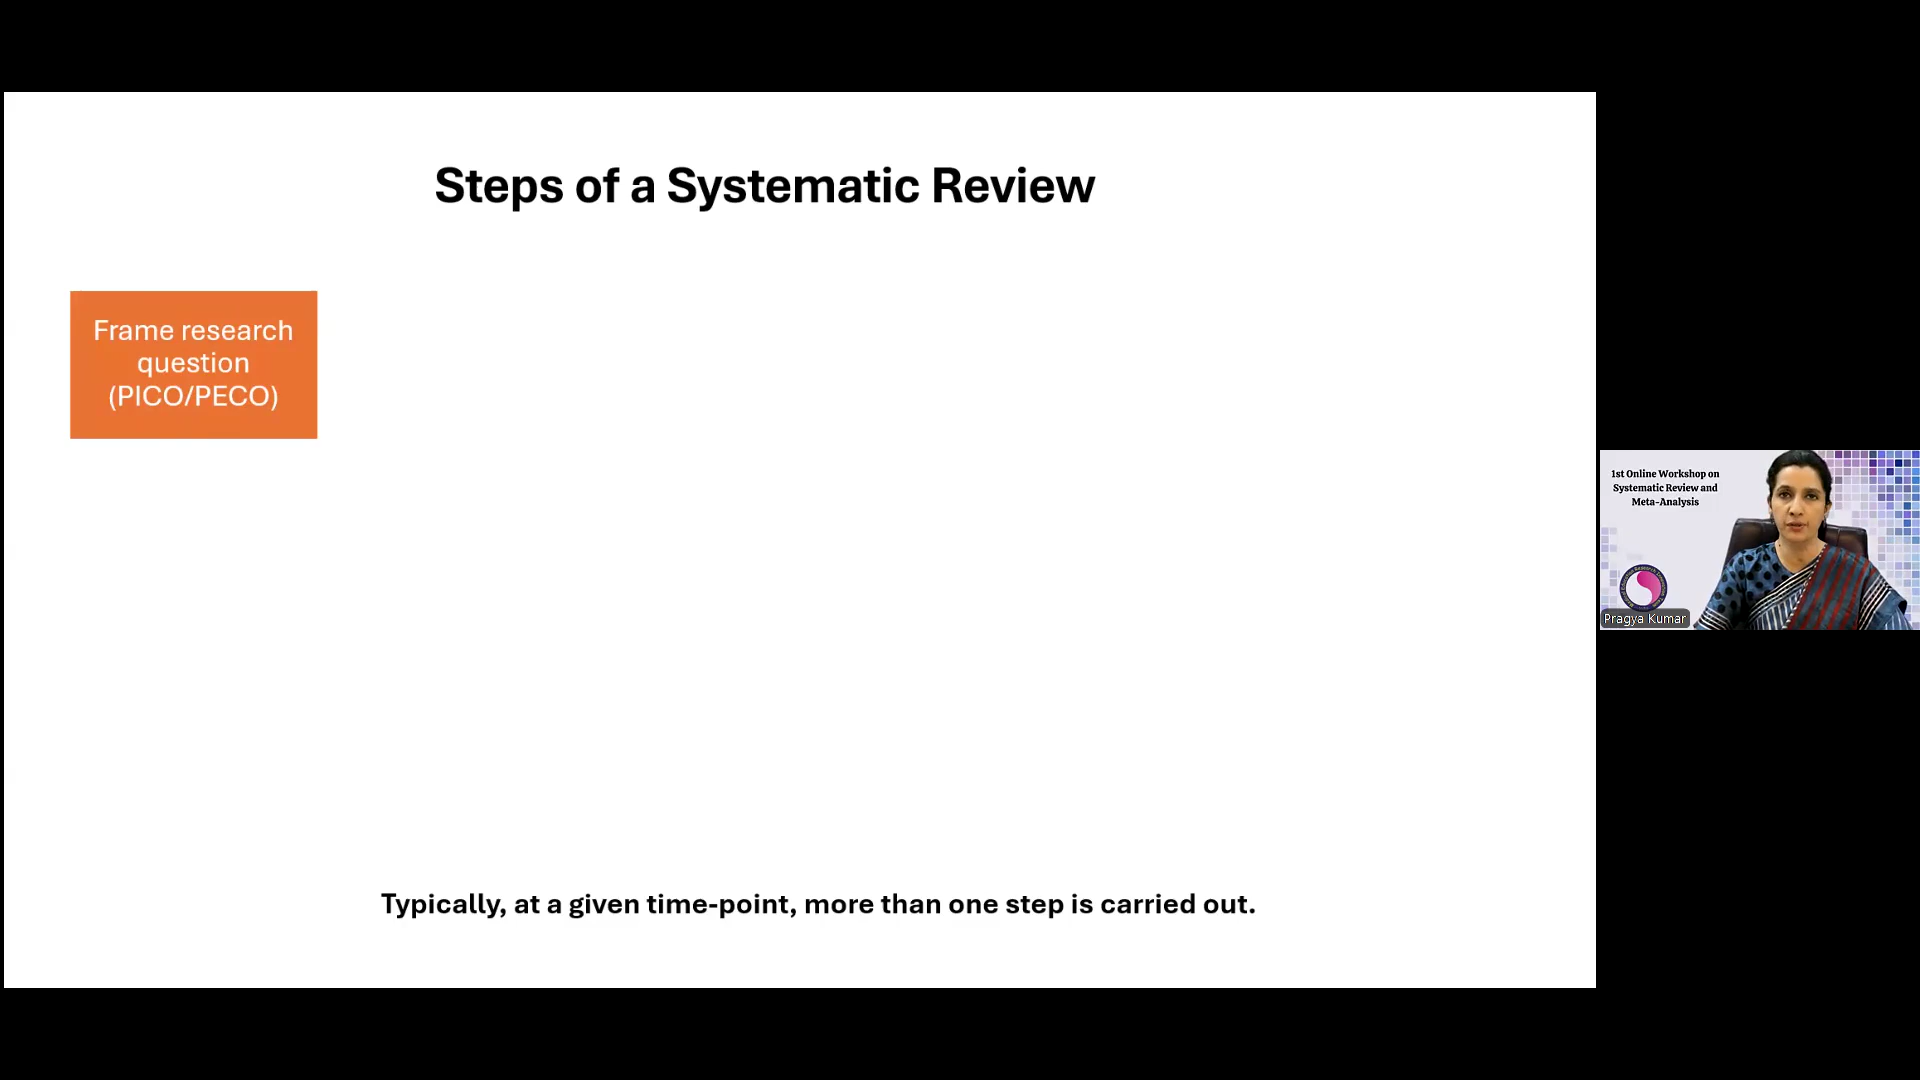 Steps of a Systematic Review
Frame research
question
(PICO/PECO)
Typically, at a given time-point, more than one step is carried out.
1st Online Workshop on
Systematic Review and
Meta-Analysis
Pragya Kumar